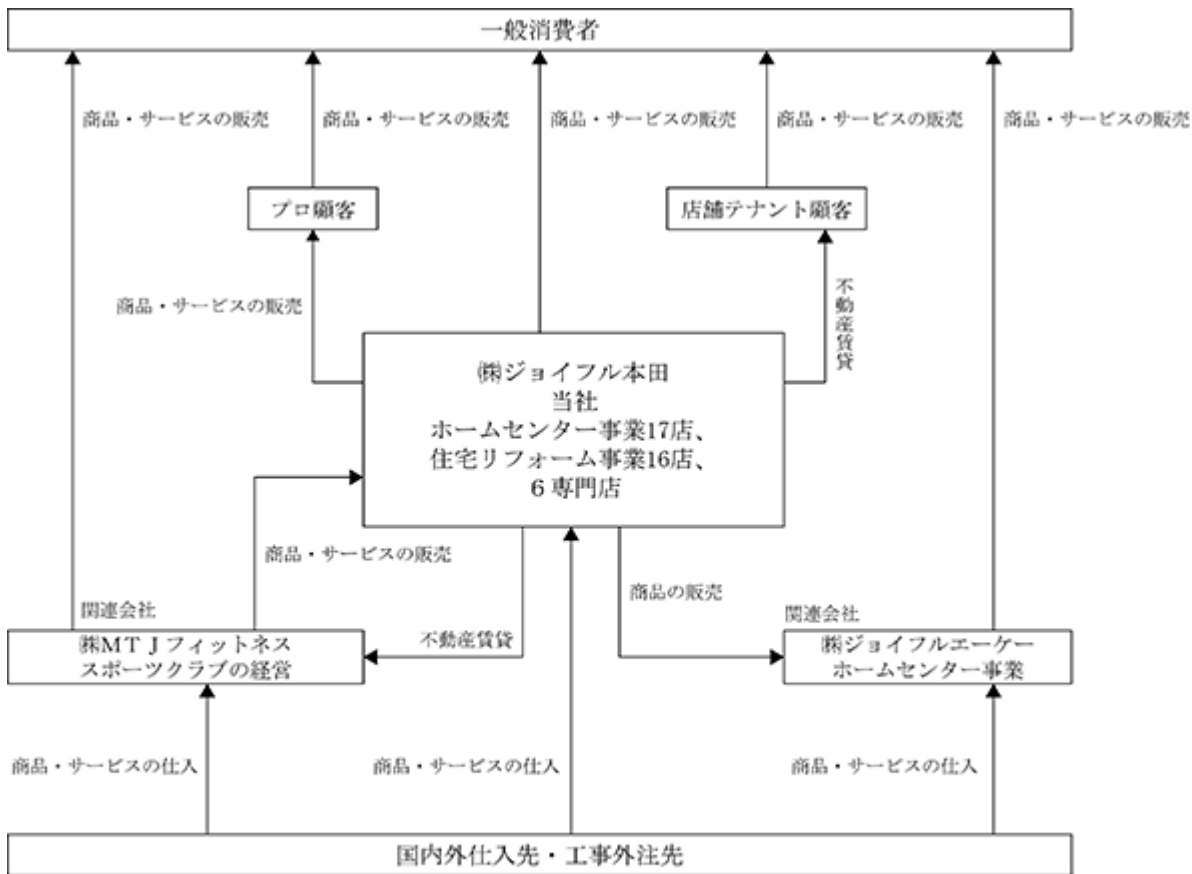 一般消費者
商品・サービスの販売
商品・サービスの販売
商品・サービスの販売
商品・サービスの販売
商品・サービスの販売
プロ顧客
店舗テナント顧客
商品・サービスの販売
不動産賃貸
㈱ジョイフル本田
当社
ホームセンター事業17店、
住宅リフォーム事業16店、
６専門店
商品・サービスの販売
商品の販売
関連会社
㈱ＭＴＪフィットネス
スポーツクラブの経営
不動産賃貸
関連会社
㈱ジョイフルエーケー
ホームセンター事業
商品・サービスの仕入
商品・サービスの仕入
商品・サービスの仕入
国内外仕入先・工事外注先